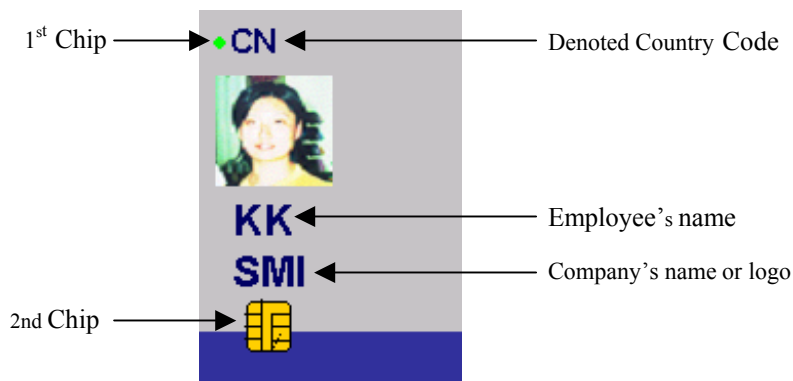 1st Chip
CN
Denoted Country Code
KK
Employee's name
SMI
Company's name or logo
2nd Chip